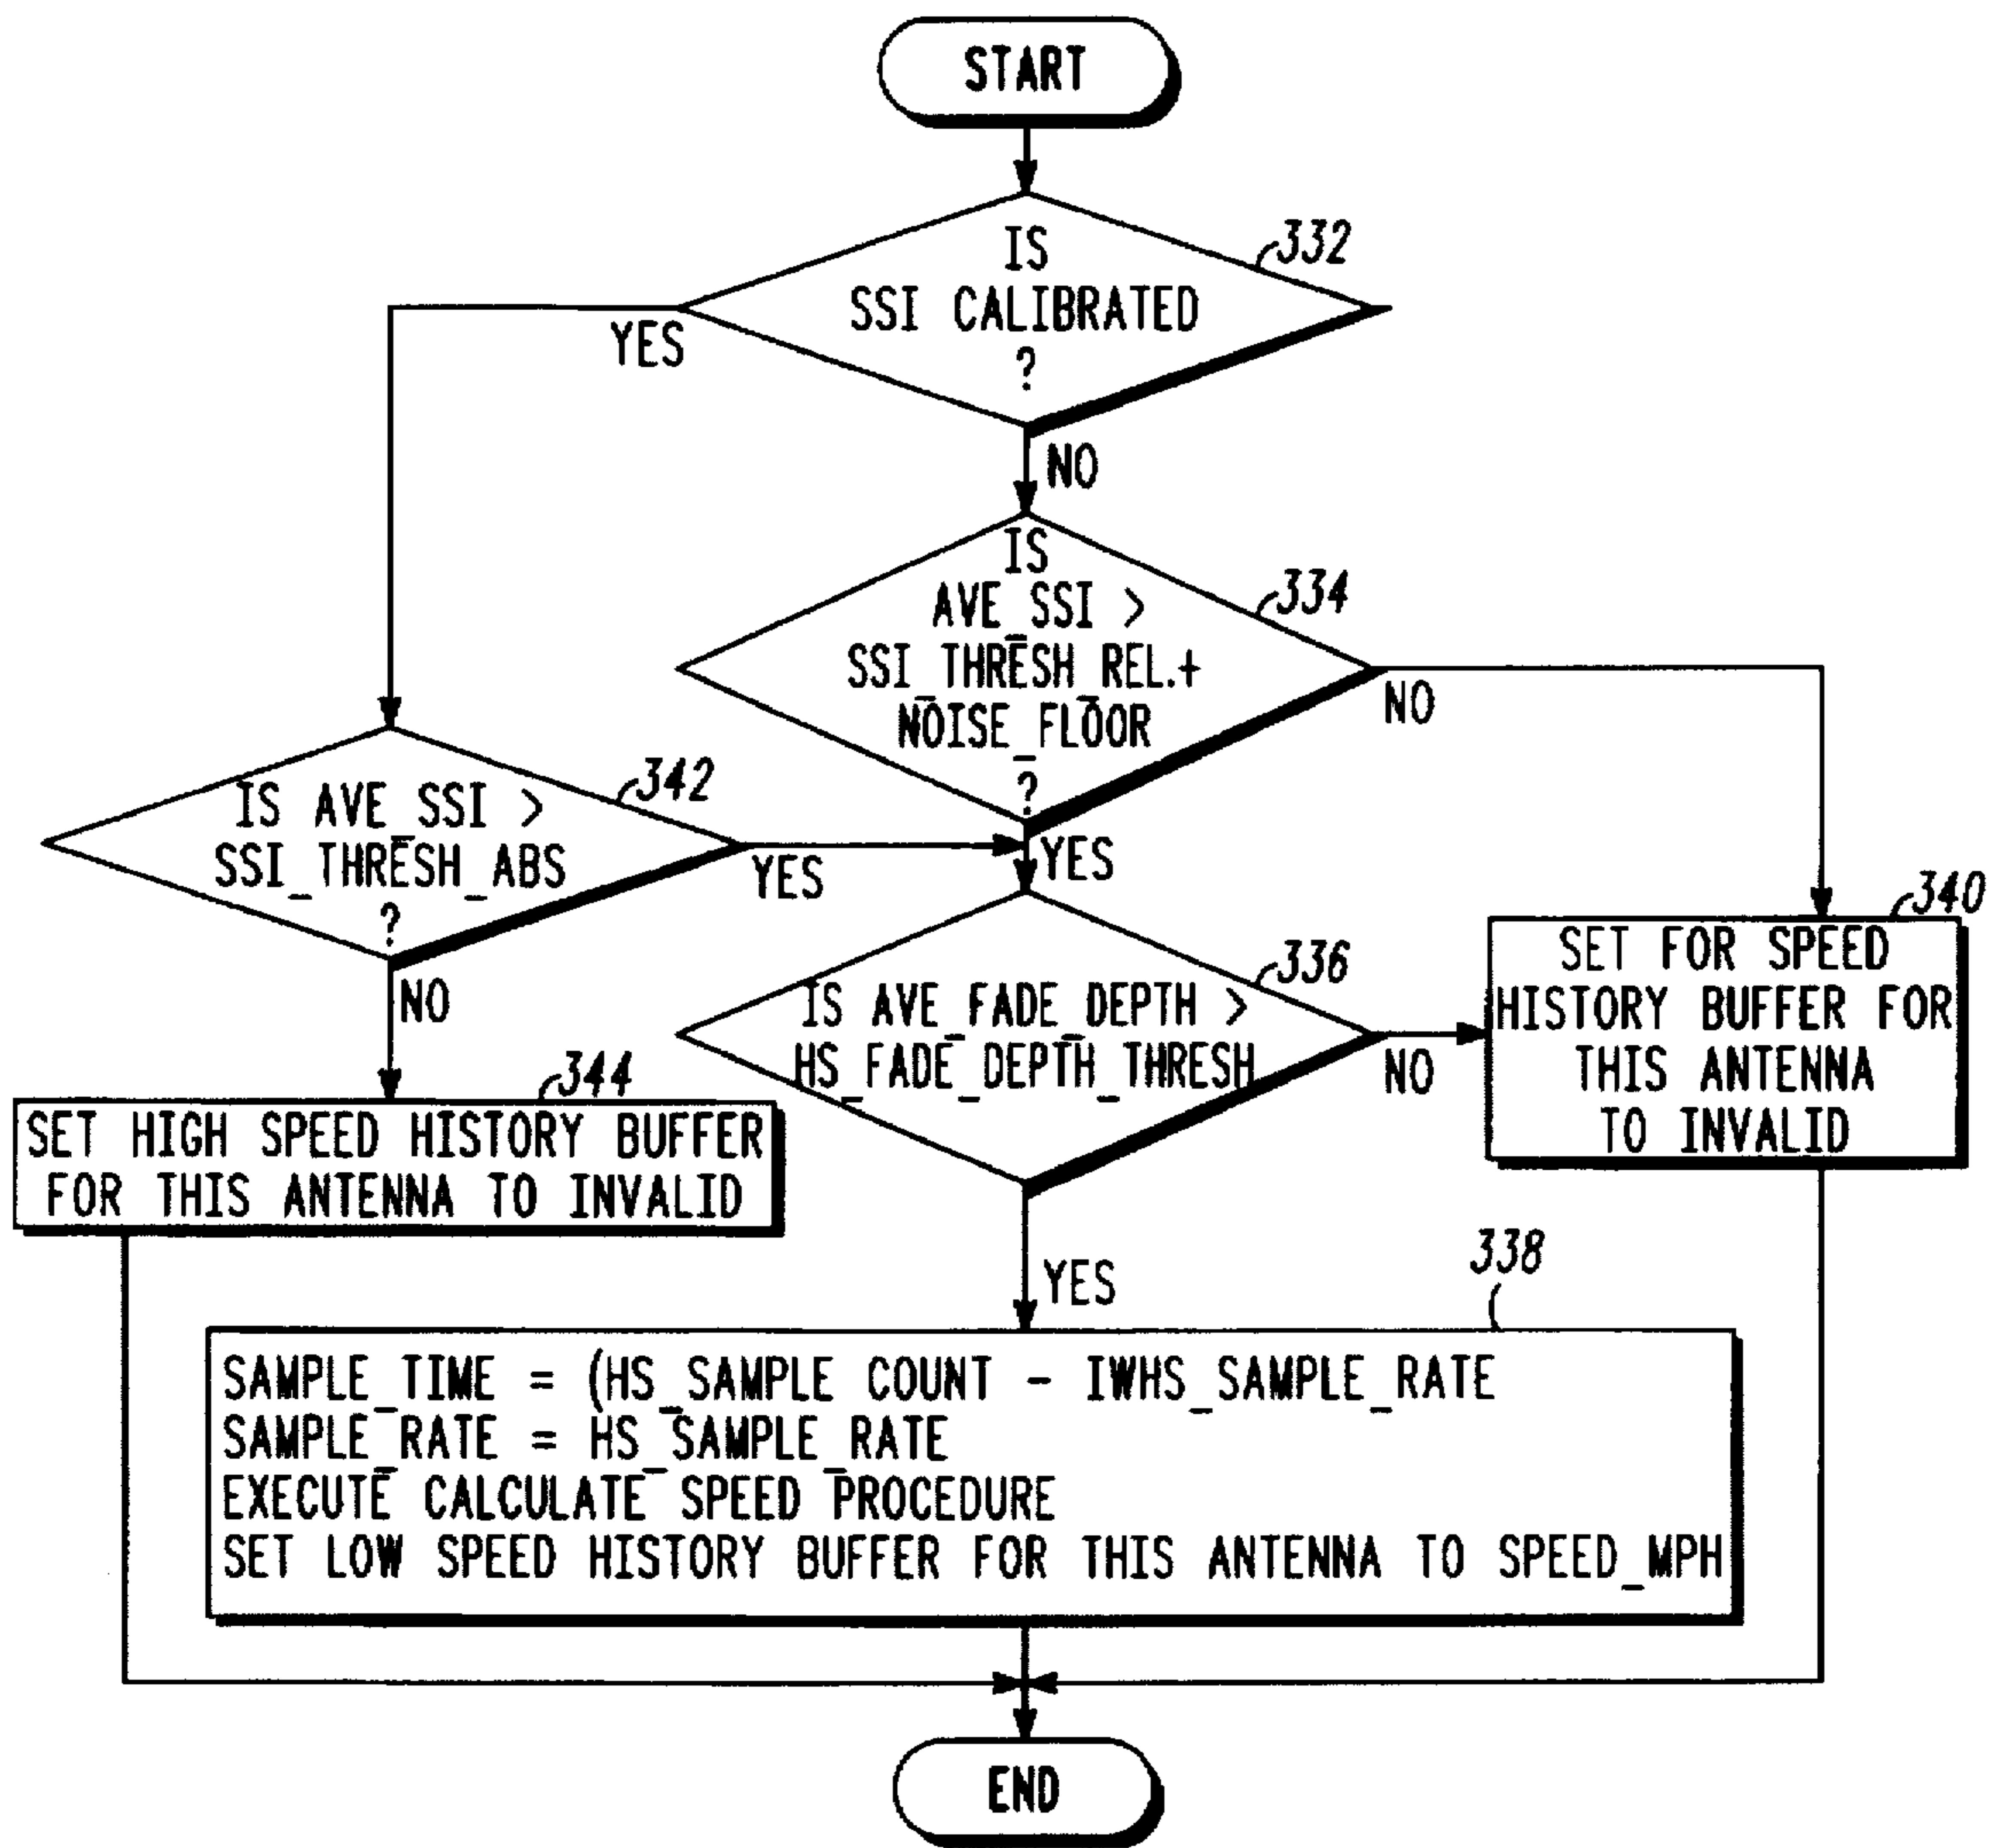 START
IS
SSI CALIBRATED
?
332
YES
NO
IS
AVE_SSI >
SSI_THRESH_REL.+
NOISE_FLOOR
?
334
NO
YES
IS AVE_SSI >
SSI_THRESH_ABS
?
342
YES
NO
IS AVE_FADE_DEPTH >
HS_FADE_DEPTH_THRESH
336
NO
YES
340
SET FOR SPEED
HISTORY BUFFER FOR
THIS ANTENNA
TO INVALID
344
SET HIGH SPEED HISTORY BUFFER
FOR THIS ANTENNA TO INVALID
338
SAMPLE_TIME = (HS_SAMPLE COUNT - IWHS_SAMPLE_RATE
SAMPLE_RATE = HS_SAMPLE_RATE
EXECUTE CALCULATE_SPEED_PROCEDURE
SET LOW SPEED HISTORY BUFFER FOR THIS ANTENNA TO SPEED_MPH
END